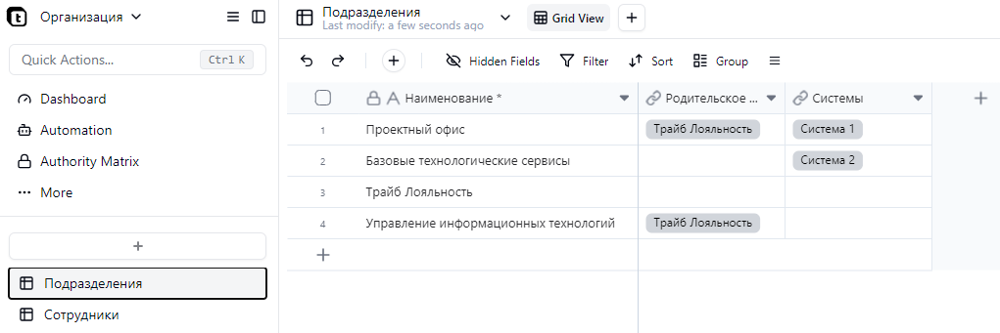 Организация
Quick Actions...
Ctrl K
Dashboard
Automation
Authority Matrix
More
Подразделения
Сотрудники
Подразделения
Last modify: a few seconds ago
Grid View
Hidden Fields
Filter
Sort
Group
Наименование *
Родительское ...
Системы
1
Проектный офис
Трайб Лояльность
Система 1
2
Базовые технологические сервисы
Система 2
3
Трайб Лояльность
4
Управление информационных технологий
Трайб Лояльность